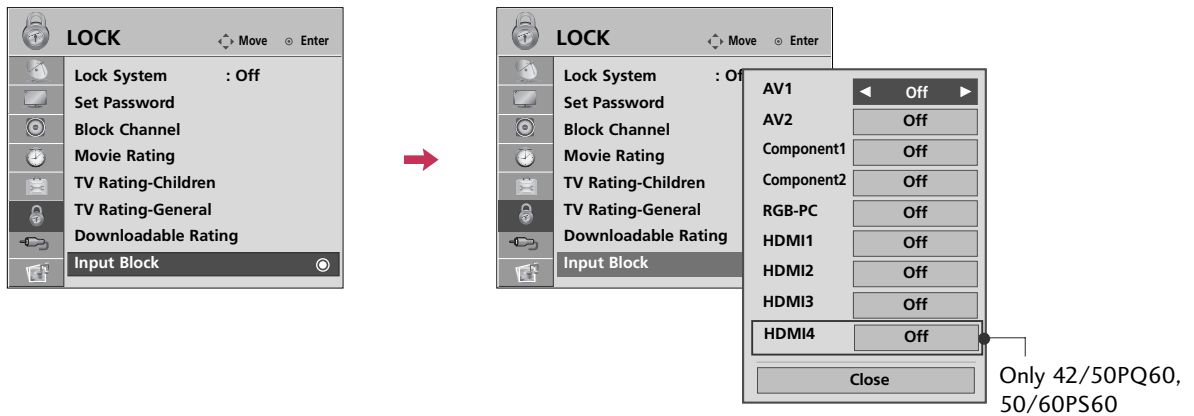 LOCK
Move Enter
Lock System : Off
Set Password
Block Channel
Movie Rating
TV Rating-Children
TV Rating-General
Downloadable Rating
Input Block
LOCK
Move Enter
Lock System : Of
Set Password
Block Channel
Movie Rating
TV Rating-Children
TV Rating-General
Downloadable Rating
Input Block
AV1 ◀ Off ▶
AV2 Off
Component1 Off
Component2 Off
RGB-PC Off
HDMI1 Off
HDMI2 Off
HDMI3 Off
HDMI4 Off
Close
Only 42/50PQ60,
50/60PS60